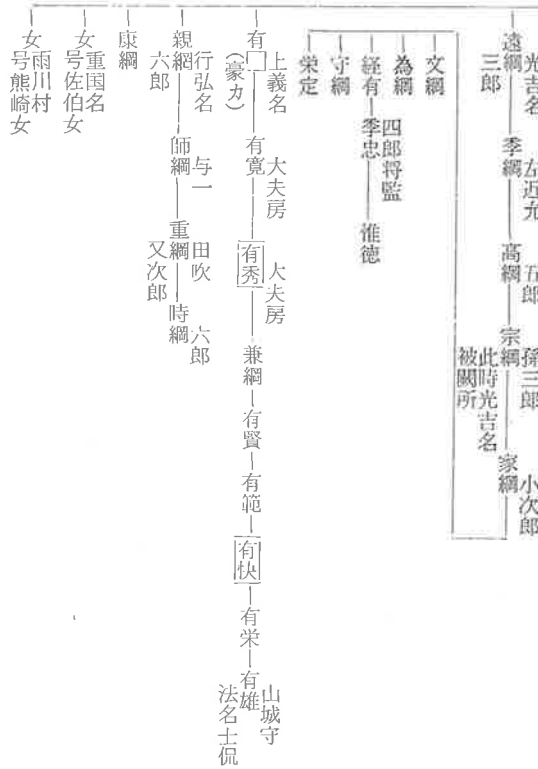 光吉名 左近允 五郎 孫三郎 小次郎
遠綱―季綱―高綱―宗綱―家綱
三郎 此時光吉名
被闕所
文綱
為綱
四郎将監
経有―季忠―惟徳
守綱
栄定
上義名 大夫房 大夫房 山城守
有□―有寛―有秀―兼綱―有賢―有範―有快―有栄―有雄
(豪カ) 法名士侃
行弘名 与一 田吹 六郎
親綱―師綱―重綱―時綱
六郎 又次郎
康綱
重国名
女
号佐伯女
雨川村
女
号熊崎女